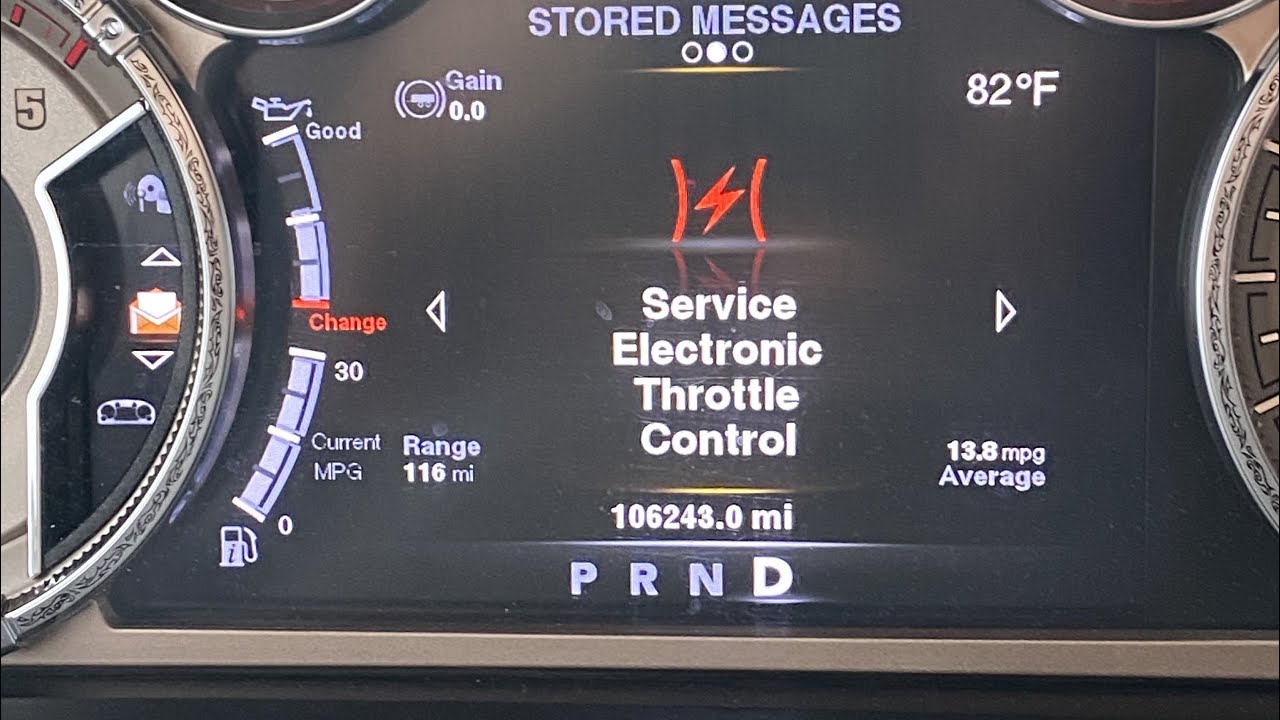 STORED MESSAGES
5
Gain
0.0
82°F
Good
Change
Service
Electronic
Throttle
Control
30
Current
MPG
0
Range
116 mi
13.8 mpg
Average
106243.0 mi
P R N D